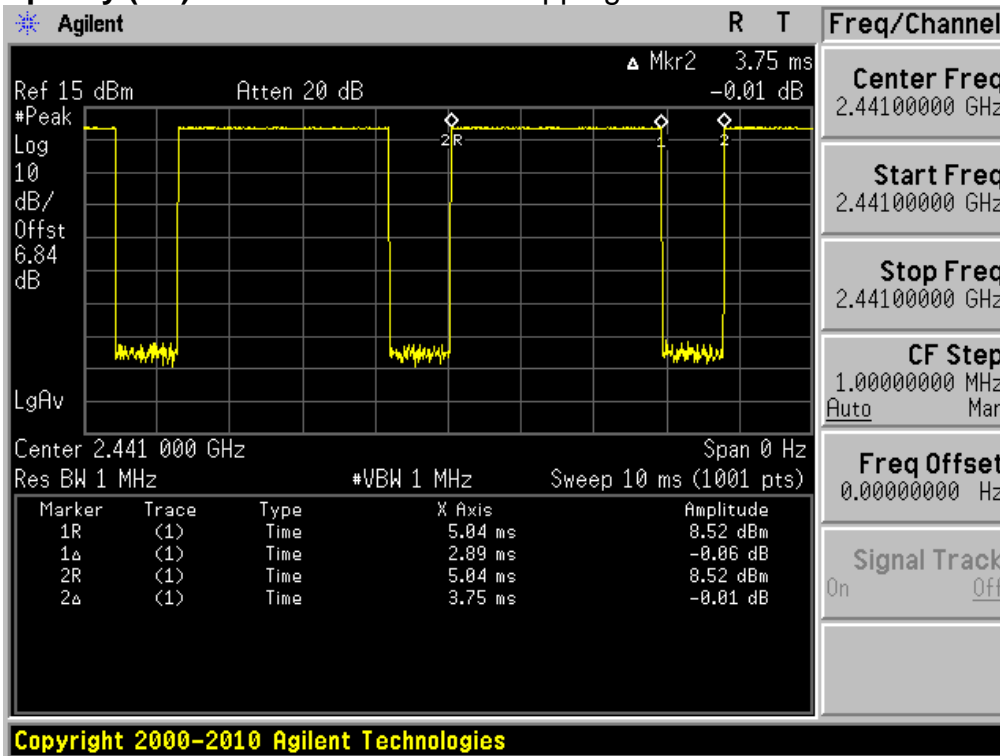 Agilent R T
Δ Mkr2 3.75 ms
Ref 15 dBm Atten 20 dB -0.01 dB
#Peak
Log
10
dB/
Offst
6.84
dB
LgAv
2R 1 2
Center 2.441 000 GHz Span 0 Hz
Res BW 1 MHz #VBW 1 MHz Sweep 10 ms (1001 pts)
Marker Trace Type X Axis Amplitude
1R (1) Time 5.04 ms 8.52 dBm
1Δ (1) Time 2.89 ms -0.06 dB
2R (1) Time 5.04 ms 8.52 dBm
2Δ (1) Time 3.75 ms -0.01 dB
Freq/Channel
Center Freq
2.44100000 GHz
Start Freq
2.44100000 GHz
Stop Freq
2.44100000 GHz
CF Step
1.00000000 MHz
Auto Man
Freq Offset
0.00000000 Hz
Signal Track
On Off
Copyright 2000-2010 Agilent Technologies